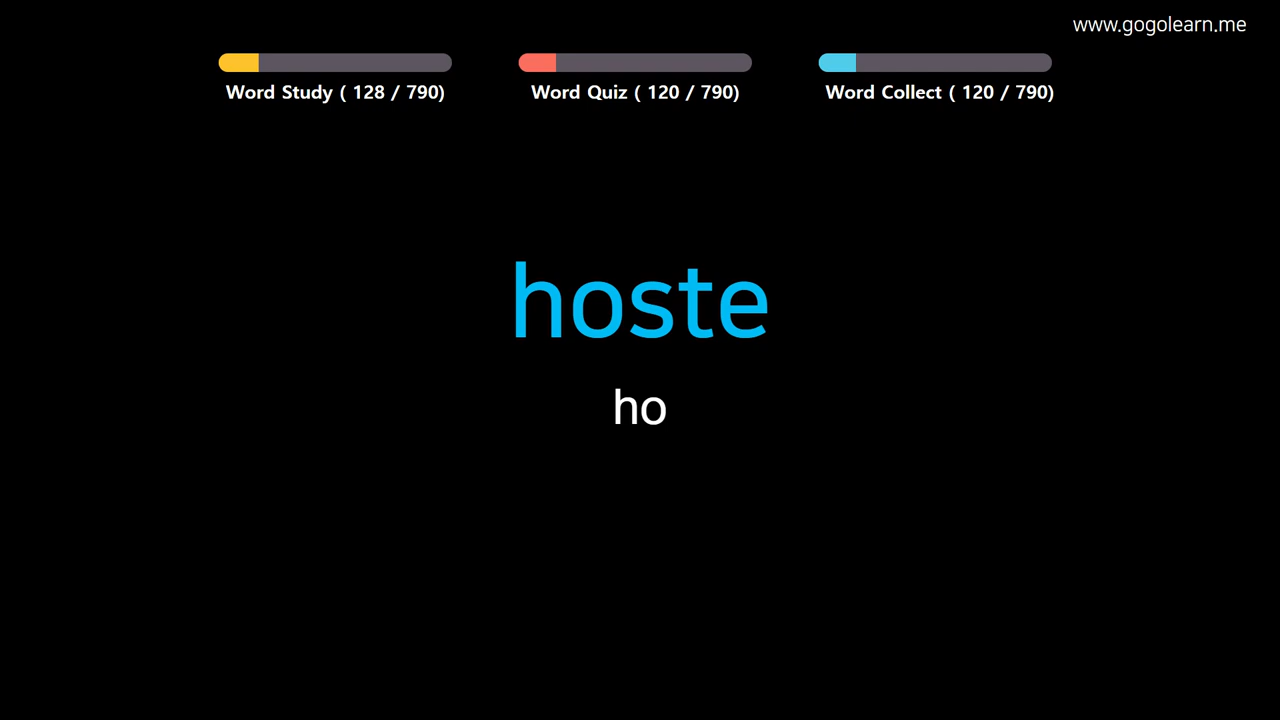 www.gogolearn.me
Word Study ( 128 / 790)
Word Quiz ( 120 / 790)
Word Collect ( 120 / 790)
hoste
ho